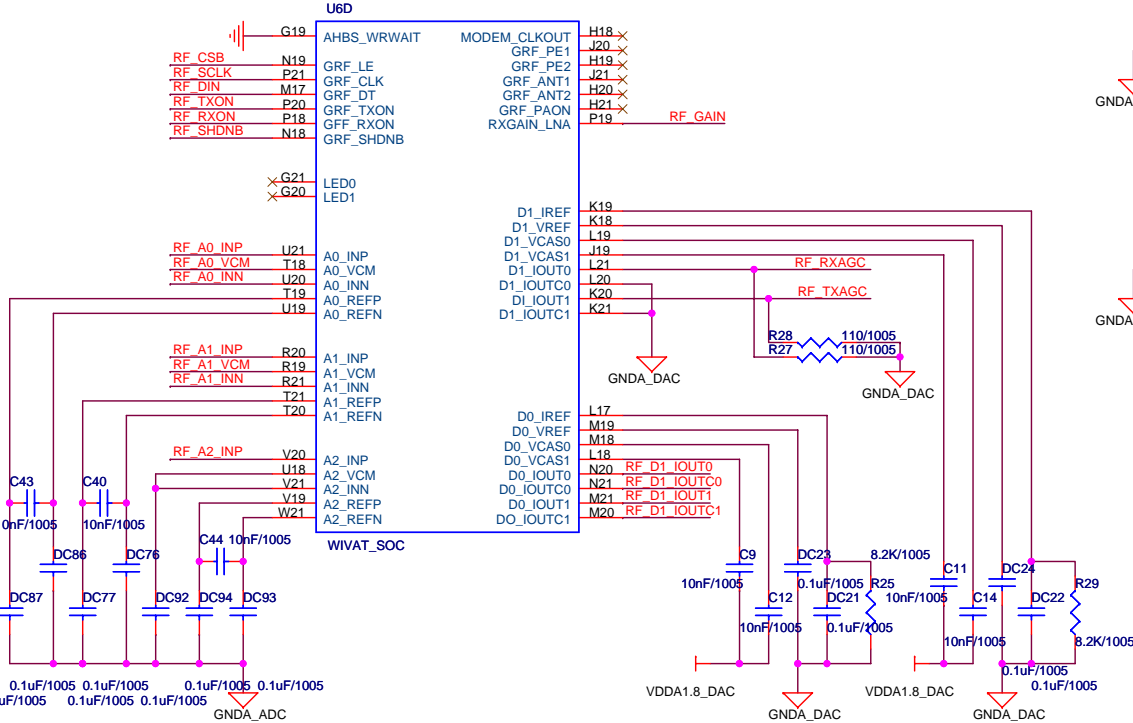 U6D
G19 AHBS_WRWAIT MODEM_CLKOUT H18
GRF_PE1 J20
RF_CSB N19 GRF_LE GRF_PE2 H19
RF_SCLK P21 GRF_CLK GRF_ANT1 J21
RF_DIN M17 GRF_DT GRF_ANT2 H20
RF_TXON P20 GRF_TXON GRF_PAON H21
RF_RXON P18 GFF_RXON RXGAIN_LNA P19 RF_GAIN
RF_SHDNB N18 GRF_SHDNB
GNDA
G21 LED0
G20 LED1
D1_IREF K19
D1_VREF K18
D1_VCAS0 L19
RF_A0_INP U21 A0_INP D1_VCAS1 J19
RF_A0_VCM T18 A0_VCM D1_IOUT0 L21 RF_RXAGC
RF_A0_INN U20 A0_INN D1_IOUTC0 L20
T19 A0_REFP DI_IOUT1 K20 RF_TXAGC
U19 A0_REFN D1_IOUTC1 K21
GNDA
R28 110/1005
R27 110/1005
RF_A1_INP R20 A1_INP
RF_A1_VCM R19 A1_VCM
RF_A1_INN R21 A1_INN
T21 A1_REFP
T20 A1_REFN
GNDA_DAC
GNDA_DAC
D0_IREF L17
D0_VREF M19
D0_VCAS0 M18
RF_A2_INP V20 A2_INP D0_VCAS1 L18
U18 A2_VCM D0_IOUT0 N20 RF_D1_IOUT0
V21 A2_INN D0_IOUTC0 N21 RF_D1_IOUTC0
V19 A2_REFP D0_IOUT1 M21 RF_D1_IOUT1
W21 A2_REFN DO_IOUTC1 M20 RF_D1_IOUTC1
WIVAT_SOC
C43 C40
0nF/1005 10nF/1005
C44 10nF/1005
DC86 DC76
DC87 DC77 DC92 DC94 DC93
C9 DC23 8.2K/1005
10nF/1005 0.1uF/1005 R25
C12 DC21
10nF/1005 0.1uF/1005
C11 DC24
10nF/1005 R29
C14 DC22
10nF/1005 8.2K/1005
0.1uF/1005
0.1uF/1005
0.1uF/1005 0.1uF/1005 0.1uF/1005 0.1uF/1005
uF/1005 0.1uF/1005 0.1uF/1005
GNDA_ADC
VDDA1.8_DAC
GNDA_DAC
VDDA1.8_DAC
GNDA_DAC